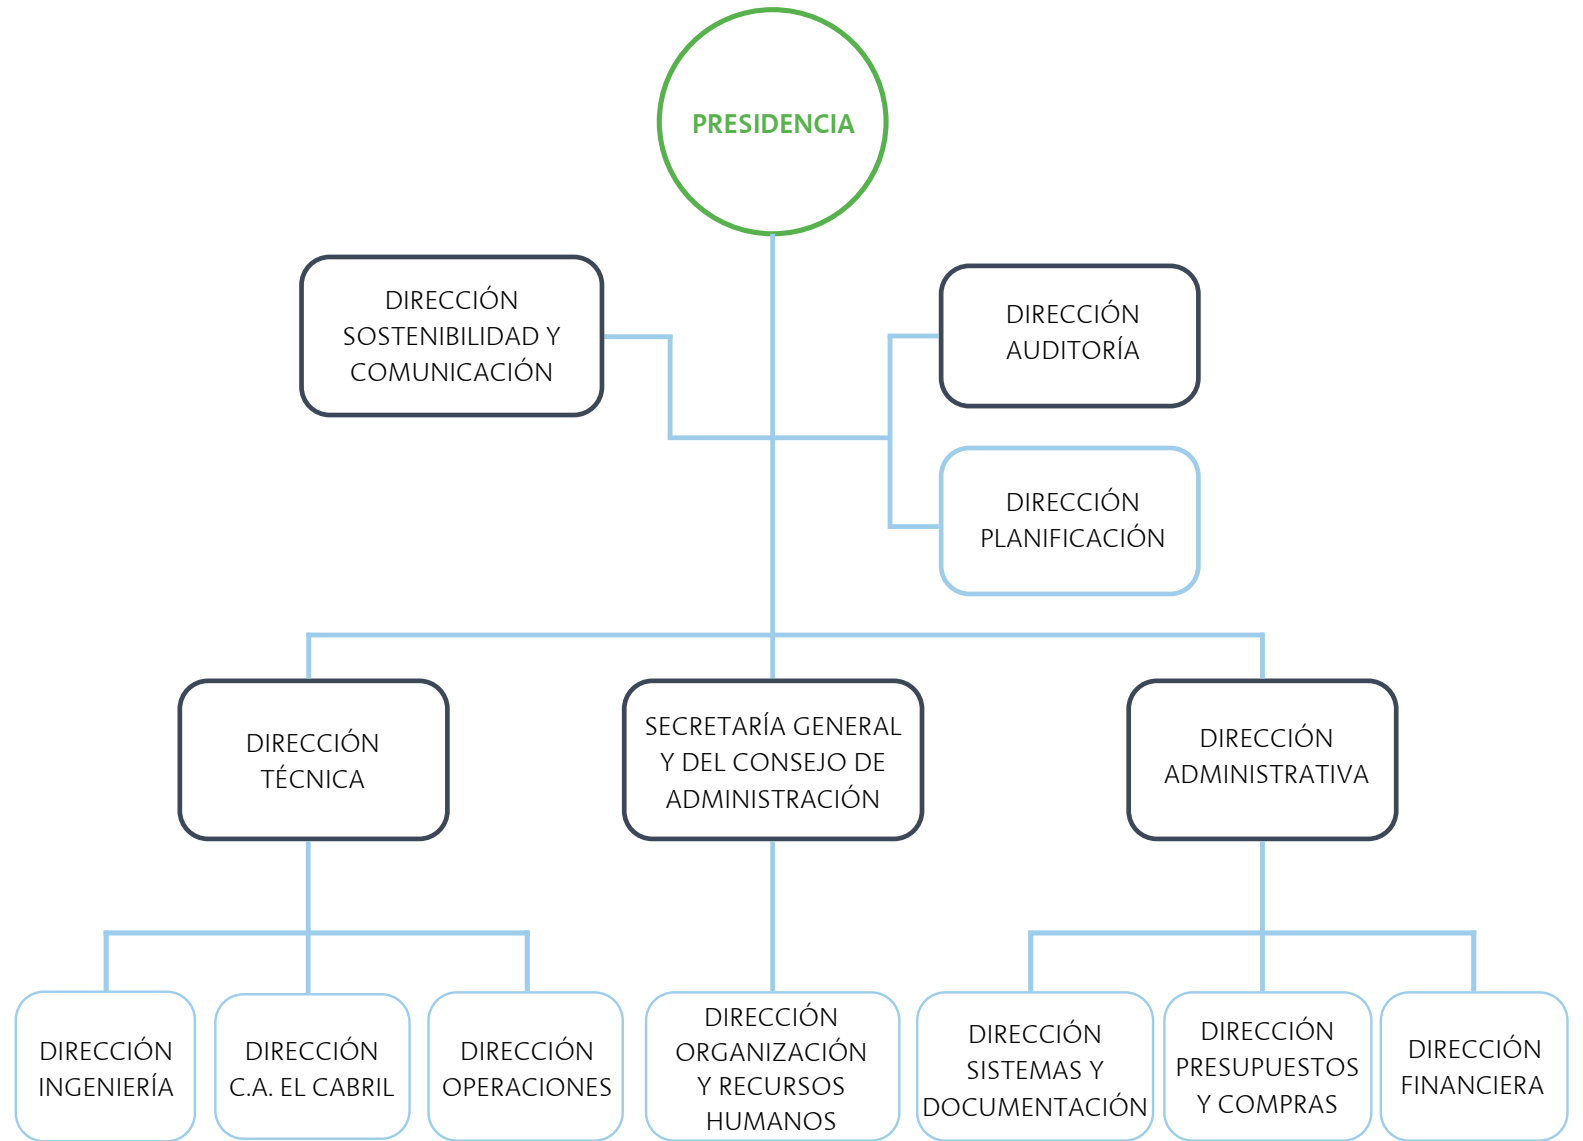 PRESIDENCIA
DIRECCIÓN
SOSTENIBILIDAD Y
COMUNICACIÓN
DIRECCIÓN
AUDITORÍA
DIRECCIÓN
PLANIFICACIÓN
DIRECCIÓN
TÉCNICA
SECRETARÍA GENERAL
Y DEL CONSEJO DE
ADMINISTRACIÓN
DIRECCIÓN
ADMINISTRATIVA
DIRECCIÓN
INGENIERÍA
DIRECCIÓN
C.A. EL CABRIL
DIRECCIÓN
OPERACIONES
DIRECCIÓN
ORGANIZACIÓN
Y RECURSOS
HUMANOS
DIRECCIÓN
SISTEMAS Y
DOCUMENTACIÓN
DIRECCIÓN
PRESUPUESTOS
Y COMPRAS
DIRECCIÓN
FINANCIERA